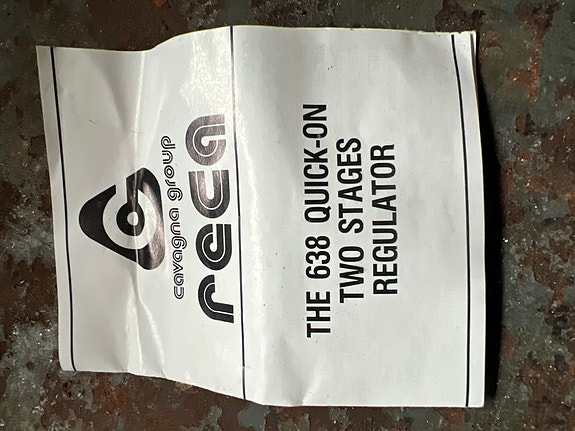 cavagna group
reca
THE 638 QUICK-ON
TWO STAGES
REGULATOR